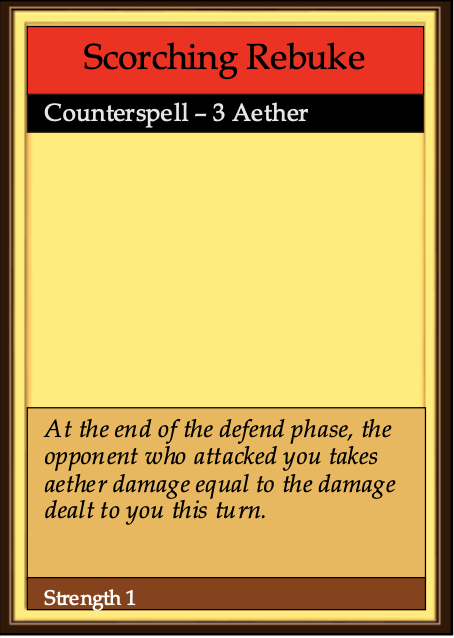 Scorching Rebuke
Counterspell – 3 Aether
At the end of the defend phase, the
opponent who attacked you takes
aether damage equal to the damage
dealt to you this turn.
Strength 1